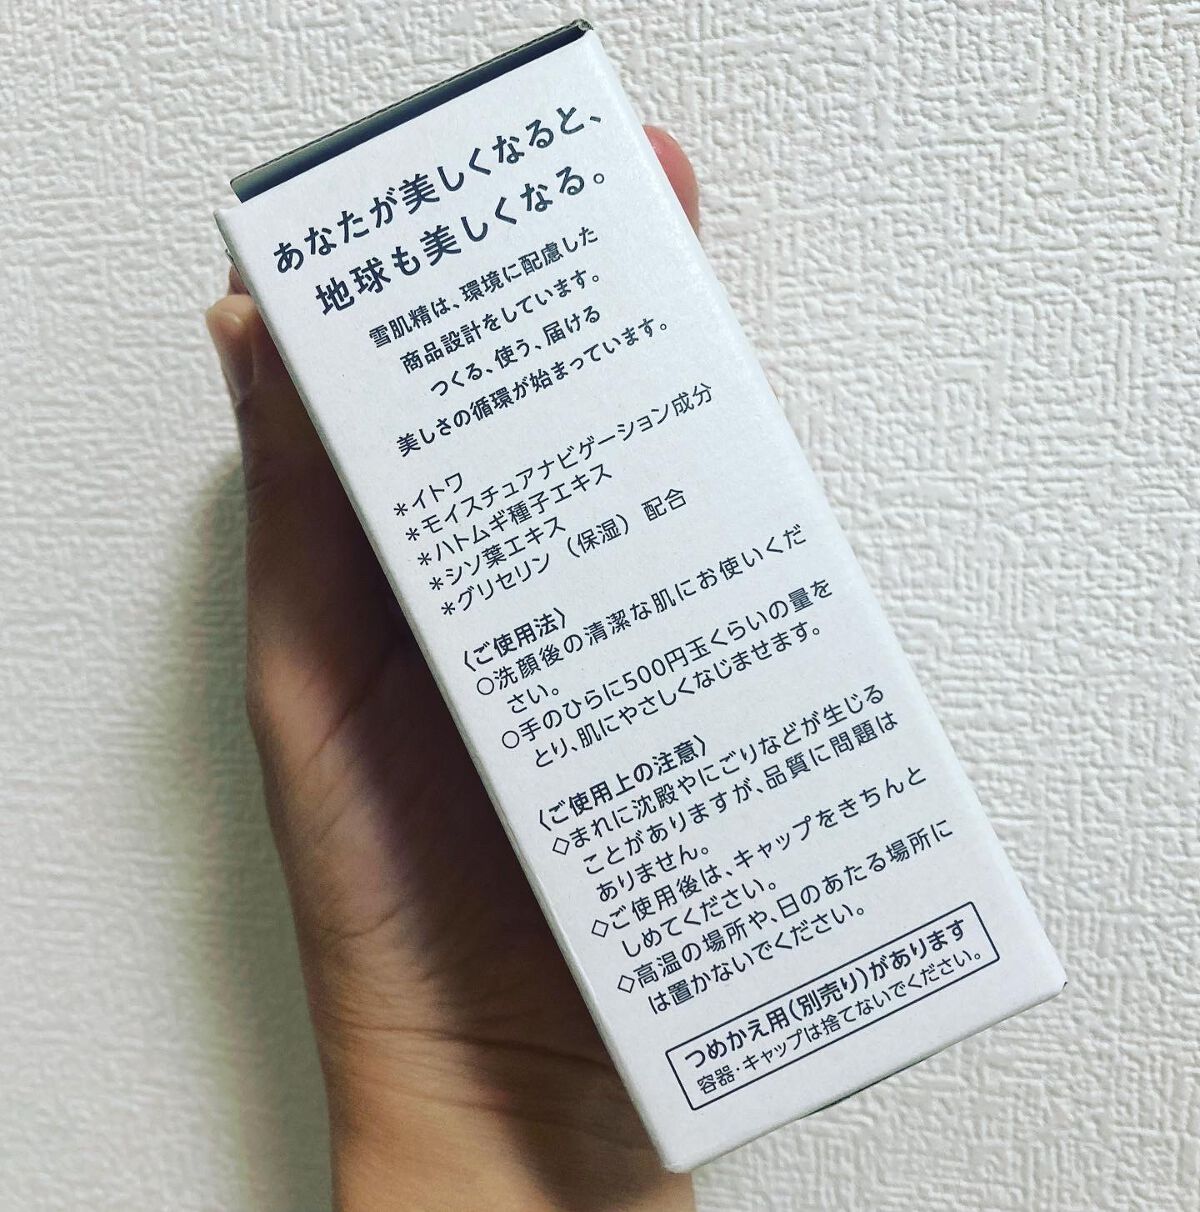 あなたが美しくなると、
地球も美しくなる。
雪肌精は、環境に配慮した
商品設計をしています。
つくる、使う、届ける
美しさの循環が始まっています。
＊イトワ
＊モイスチュアナビゲーション成分
＊ハトムギ種子エキス
＊シソ葉エキス
＊グリセリン（保湿）配合
〈ご使用法〉
○洗顔後の清潔な肌にお使いくだ
さい。
○手のひらに500円玉くらいの量を
とり、肌にやさしくなじませます。
〈ご使用上の注意〉
◇まれに沈殿やにごりなどが生じる
ことがありますが、品質に問題は
ありません。
◇ご使用後は、キャップをきちんと
しめてください。
◇高温の場所や、日のあたる場所に
は置かないでください。
つめかえ用(別売り)があります
容器・キャップは捨てないでください。